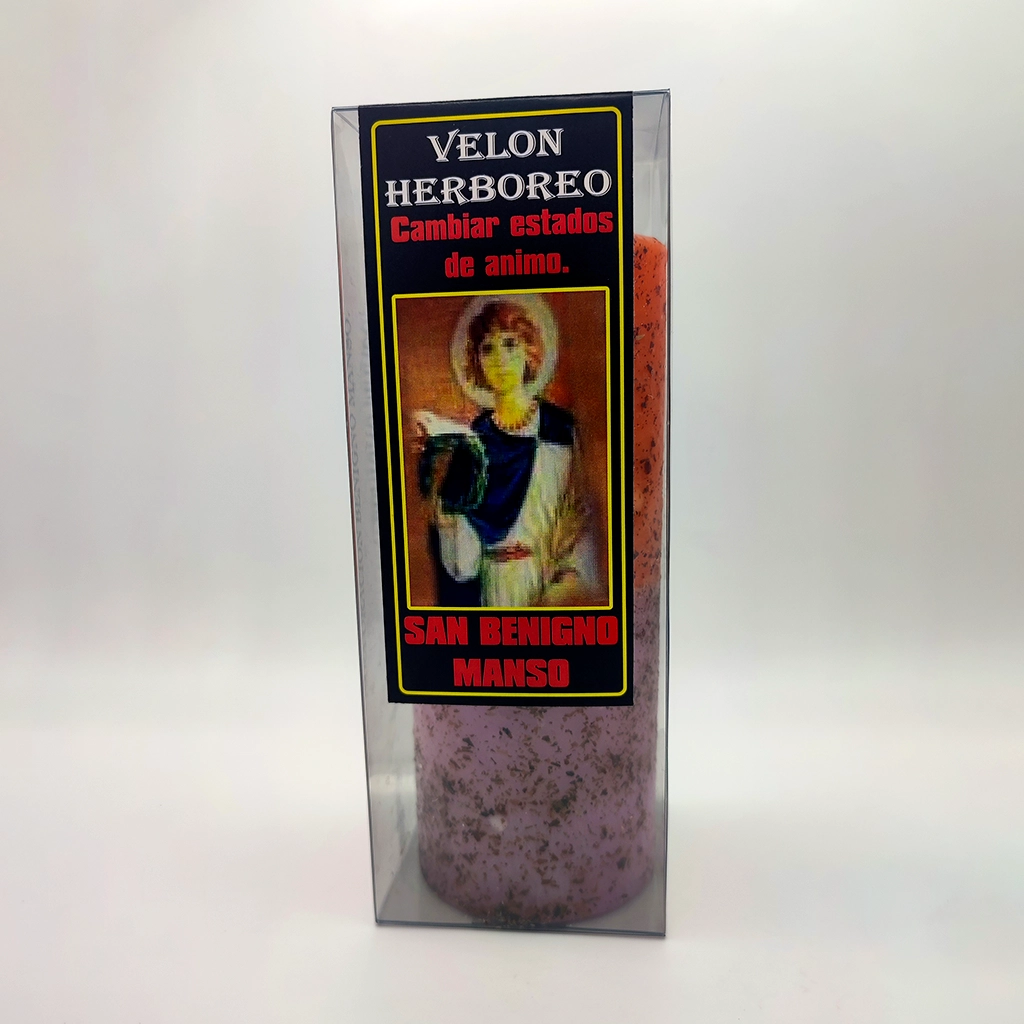 VELON
HERBOREO
Cambiar estados
de animo.
SAN BENIGNO
MANSO